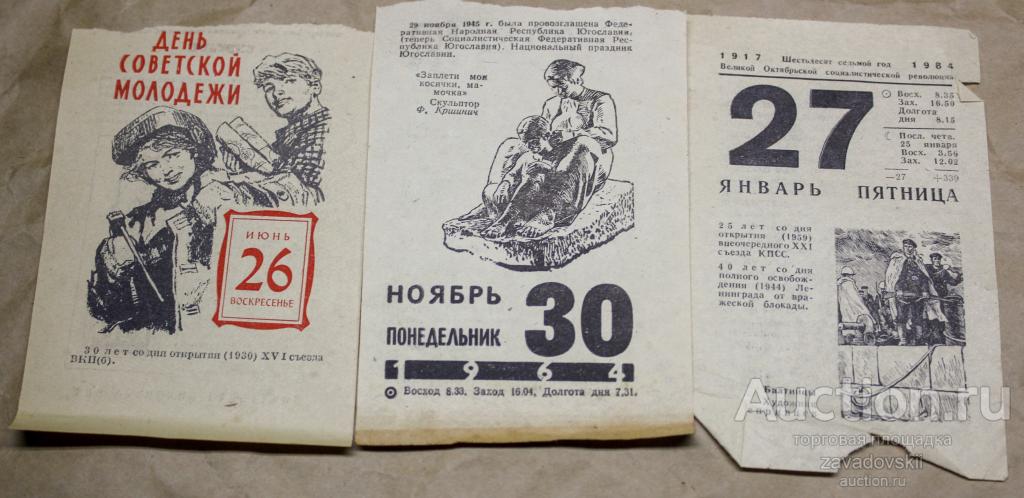 ДЕНЬ
СОВЕТСКОЙ
МОЛОДЕЖИ
ИЮНЬ
26
ВОСКРЕСЕНЬЕ
30 лет со дня открытия (1930) XVI съезда
ВКП(б).
29 ноября 1945 г. была провозглашена Феде-
ративная Народная Республика Югославия,
(теперь Социалистическая Федеративная Рес-
публика Югославия). Национальный праздник
Югославии.
«Заплети мои
косички, ма-
мочка»
Скульптор
Ф. Кршинич
НОЯБРЬ
ПОНЕДЕЛЬНИК
30
1964
Восход 8.33. Заход 16.04, Долгота дня 7.31.
1917 Шестьдесят седьмой год 1984
Великой Октябрьской социалистической революции
27
Восх. 8.35
Зах. 16.50
Долгота
дня 8.15
Посл. четв.
25 января
Восх. 3.56
Зах. 12.02
—27 +339
ЯНВАРЬ ПЯТНИЦА
25 лет со дня
открытия (1959)
внеочередного XXI
съезда КПСС.
40 лет со дня
полного освобож-
дения (1944) Ле-
нинграда от вра-
жеской блокады.
Балтийцы
Художник
Auction.ru
торговая площадка
zavadovskii
auction.ru